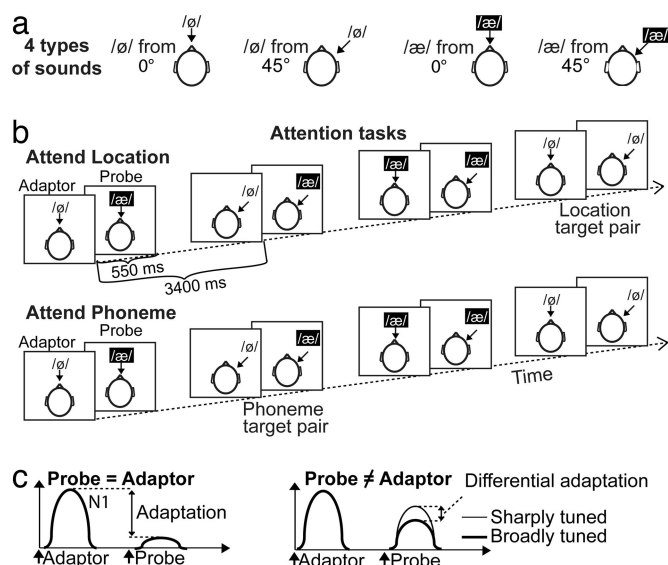 a
4 types
of sounds
/ø/ from
0°
/ø/
/ø/ from
45°
/ø/
/æ/ from
0°
/æ/
/æ/ from
45°
/æ/
b
Attention tasks
Attend Location
Adaptor
/ø/
Probe
/æ/
/ø/
/æ/
/æ/
/æ/
/ø/
/ø/
Location
target pair
550 ms
3400 ms
Attend Phoneme
Adaptor
/ø/
Probe
/æ/
/ø/
/æ/
/æ/
/æ/
/ø/
/ø/
Phoneme
target pair
Time
c
Probe = Adaptor
N1
Adaptation
Adaptor
Probe
Probe ≠ Adaptor
Differential adaptation
Sharply tuned
Broadly tuned
Adaptor
Probe